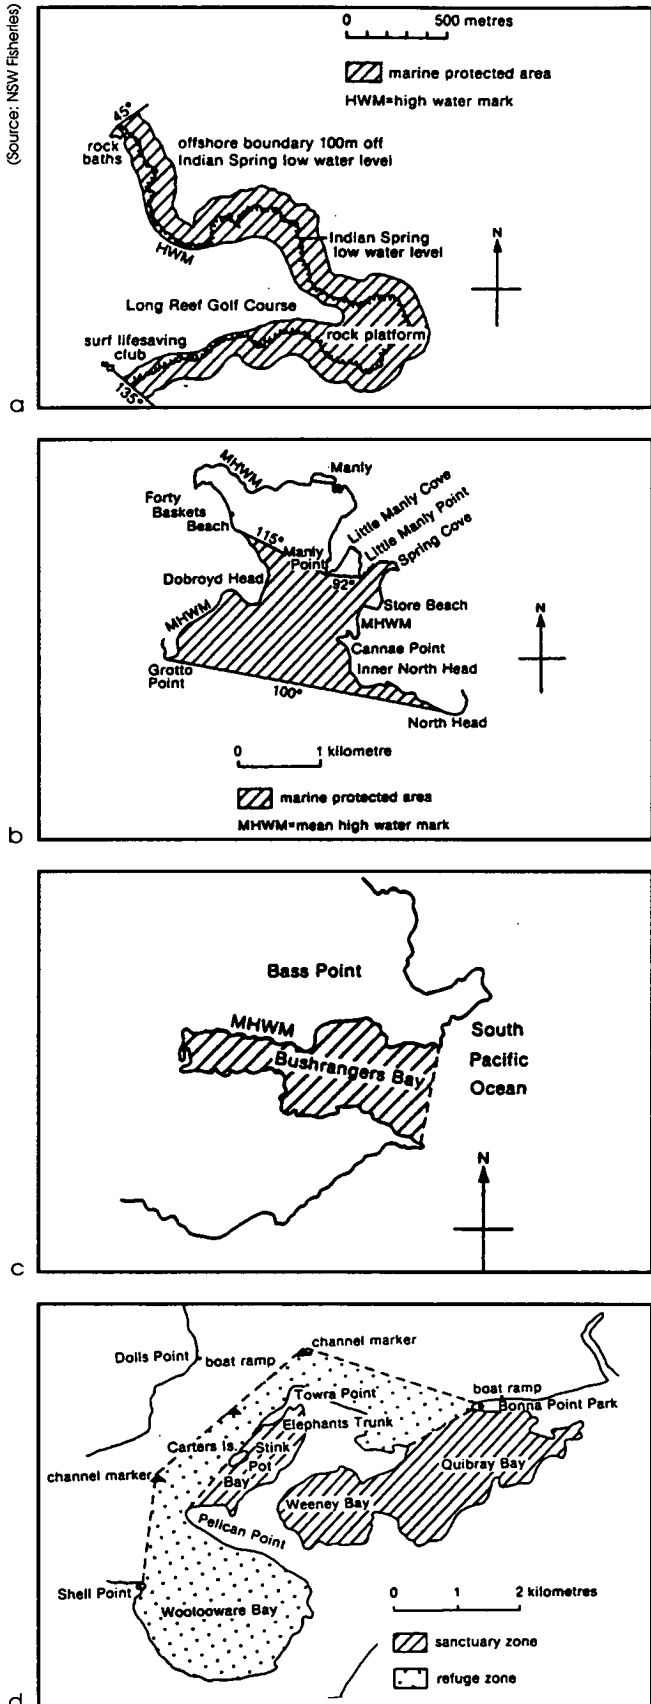 (Source: NSW Fisheries)
0 500 metres
marine protected area
HWM=high water mark
45°
rock
baths
offshore boundary 100m off
Indian Spring low water level
HWM
Indian Spring
low water level
N
Long Reef Golf Course
surf lifesaving
club
rock platform
135°
a
MHWM
Manly
Forty
Baskets
Beach
Little Manly Cove
Little Manly Point
Spring Cove
115°
Manly
Point
92°
Dobroyd Head
Store Beach
MHWM
MHWM
Cannae Point
N
Grotto
Point
Inner North Head
100°
North Head
0 1 kilometre
marine protected area
MHWM=mean high water mark
b
Bass Point
MHWM
South
Pacific
Ocean
Bushrangers Bay
N
c
channel marker
Dolls Point
boat ramp
Towra Point
boat ramp
Bonna Point Park
Elephants Trunk
Carters Is.
Stink
Pot
Bay
channel marker
Quibray Bay
Weeney Bay
Pelican Point
Shell Point
Wootooware Bay
0 1 2 kilometres
sanctuary zone
refuge zone
d